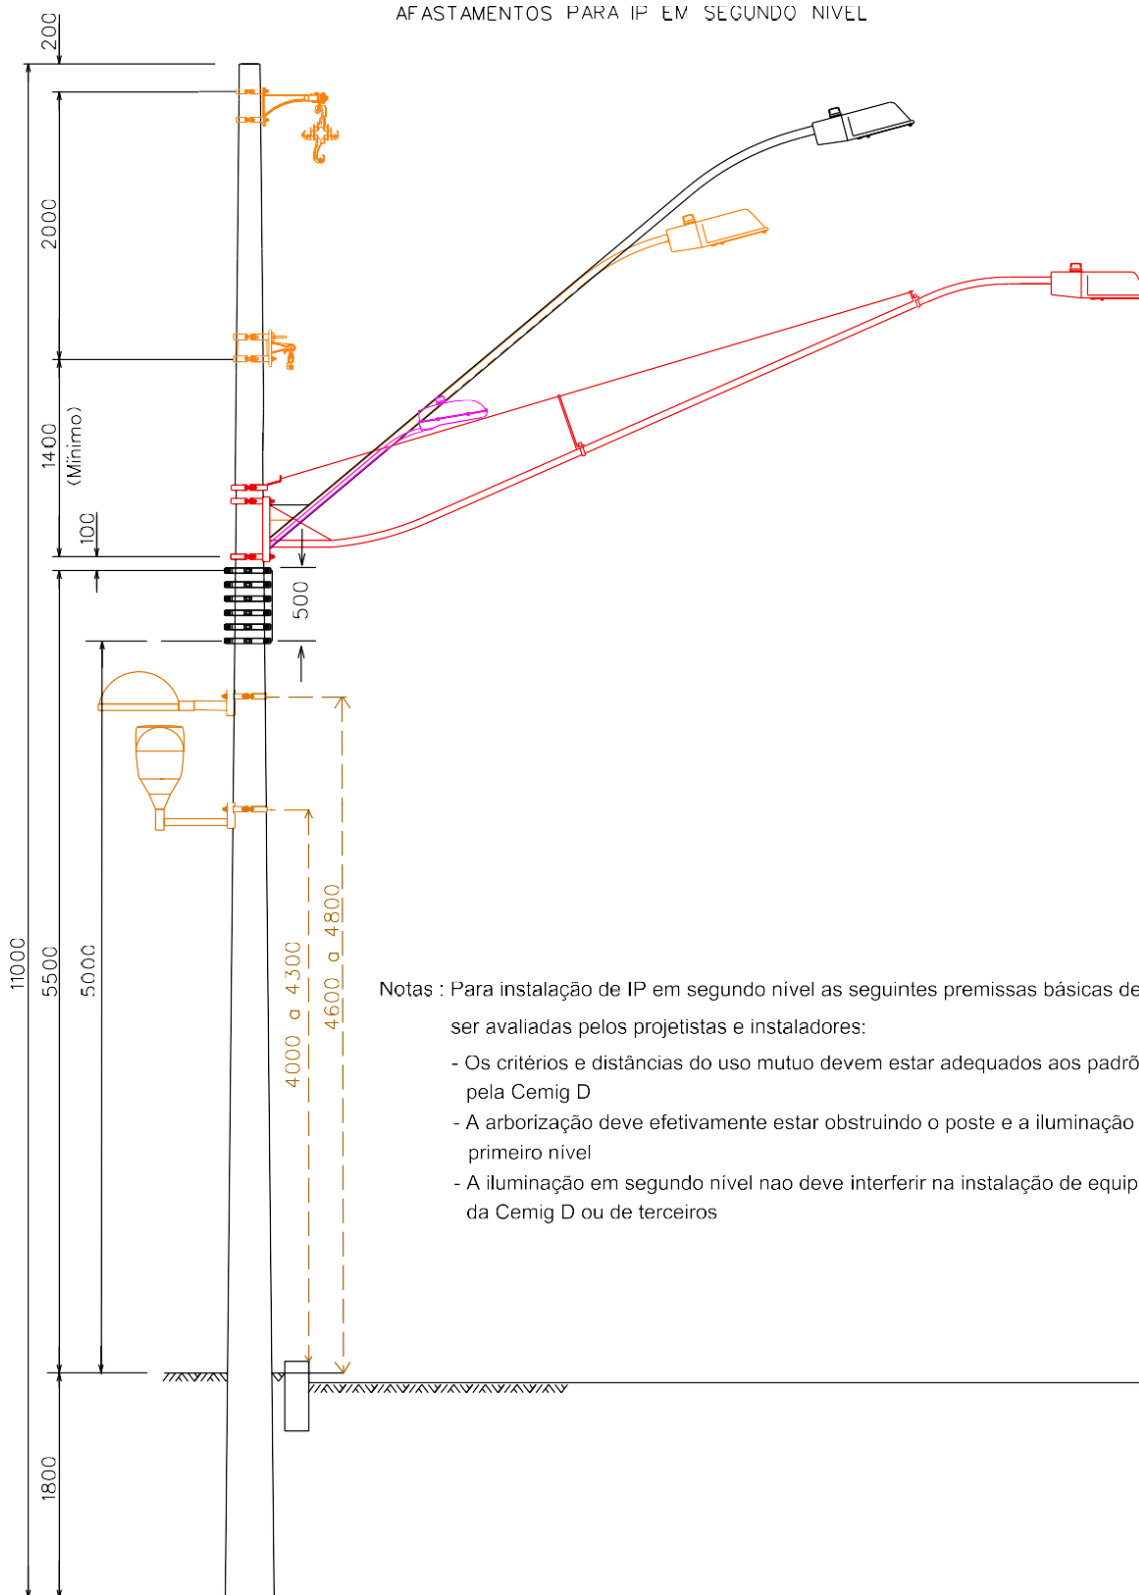 AFASTAMENTOS PARA IP EM SEGUNDO NIVEL
200
2000
1400
(Mínimo)
100
500
11000
5500
5000
4000 a 4300
4600 a 4800
1800
Notas : Para instalação de IP em segundo nível as seguintes premissas básicas de
ser avaliadas pelos projetistas e instaladores:
- Os critérios e distâncias do uso mutuo devem estar adequados aos padrõ
pela Cemig D
- A arborização deve efetivamente estar obstruindo o poste e a iluminação
primeiro nível
- A iluminação em segundo nível nao deve interferir na instalação de equip
da Cemig D ou de terceiros